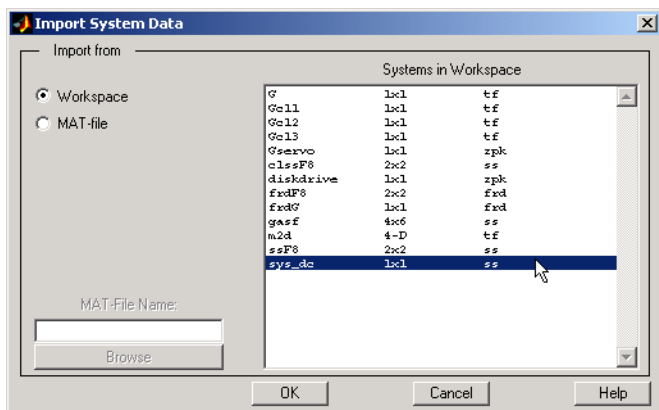 Import System Data
Import from
Systems in Workspace
Workspace
MAT-file
G 1x1 tf
Gcl1 1x1 tf
Gcl2 1x1 tf
Gcl3 1x1 tf
Gservo 1x1 zpk
clssF8 2x2 ss
diskdrive 1x1 zpk
frdF8 2x2 frd
frdG 1x1 frd
gasf 4x6 ss
m2d 4-D tf
ssF8 2x2 ss
sys_dc 1x1 ss
MAT-File Name:
Browse
OK Cancel Help